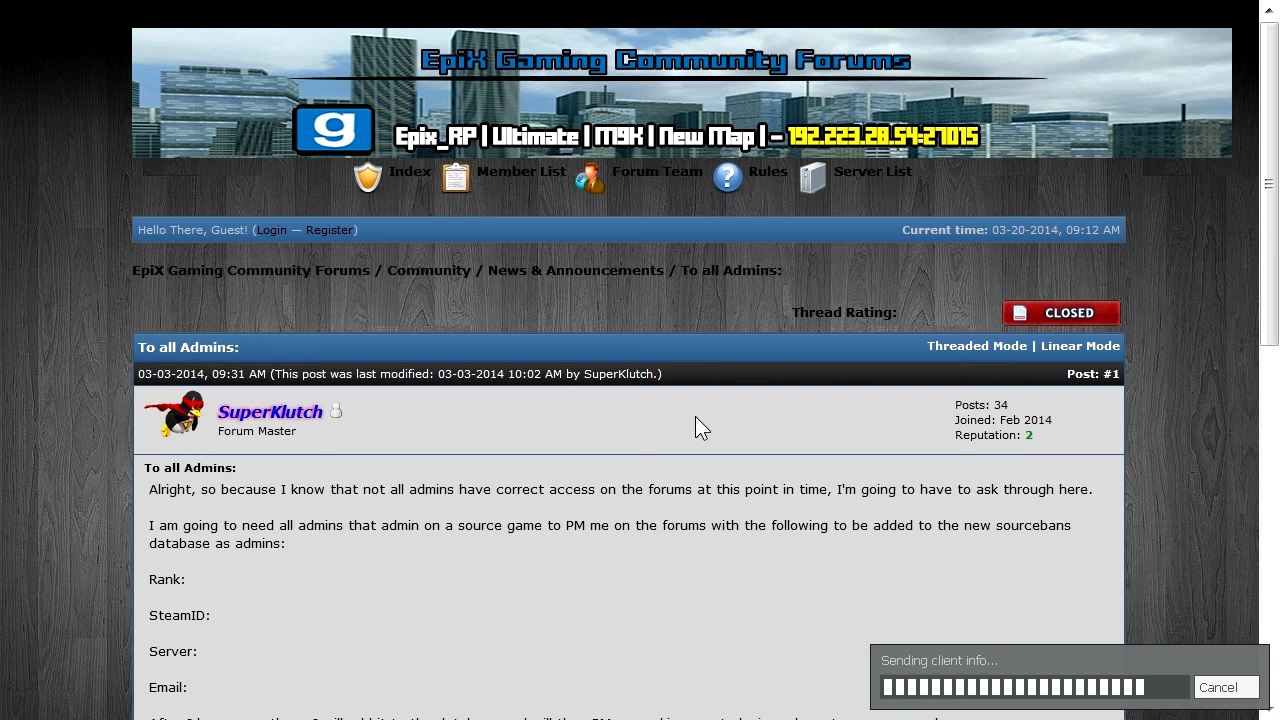 EpiX Gaming Community Forums
g
Epix_RP | Ultimate | M9K | New Map | - 192.223.28.54:27015
Index Member List Forum Team Rules Server List
Hello There, Guest! (Login — Register) Current time: 03-20-2014, 09:12 AM
EpiX Gaming Community Forums / Community / News & Announcements / To all Admins:
Thread Rating: CLOSED
To all Admins: Threaded Mode | Linear Mode
03-03-2014, 09:31 AM (This post was last modified: 03-03-2014 10:02 AM by SuperKlutch.) Post: #1
SuperKlutch Posts: 34
Forum Master Joined: Feb 2014
Reputation: 2
To all Admins:
Alright, so because I know that not all admins have correct access on the forums at this point in time, I'm going to have to ask through here.
I am going to need all admins that admin on a source game to PM me on the forums with the following to be added to the new sourcebans
database as admins:
Rank:
SteamID:
Server:
Email:
Sending client info...
Cancel